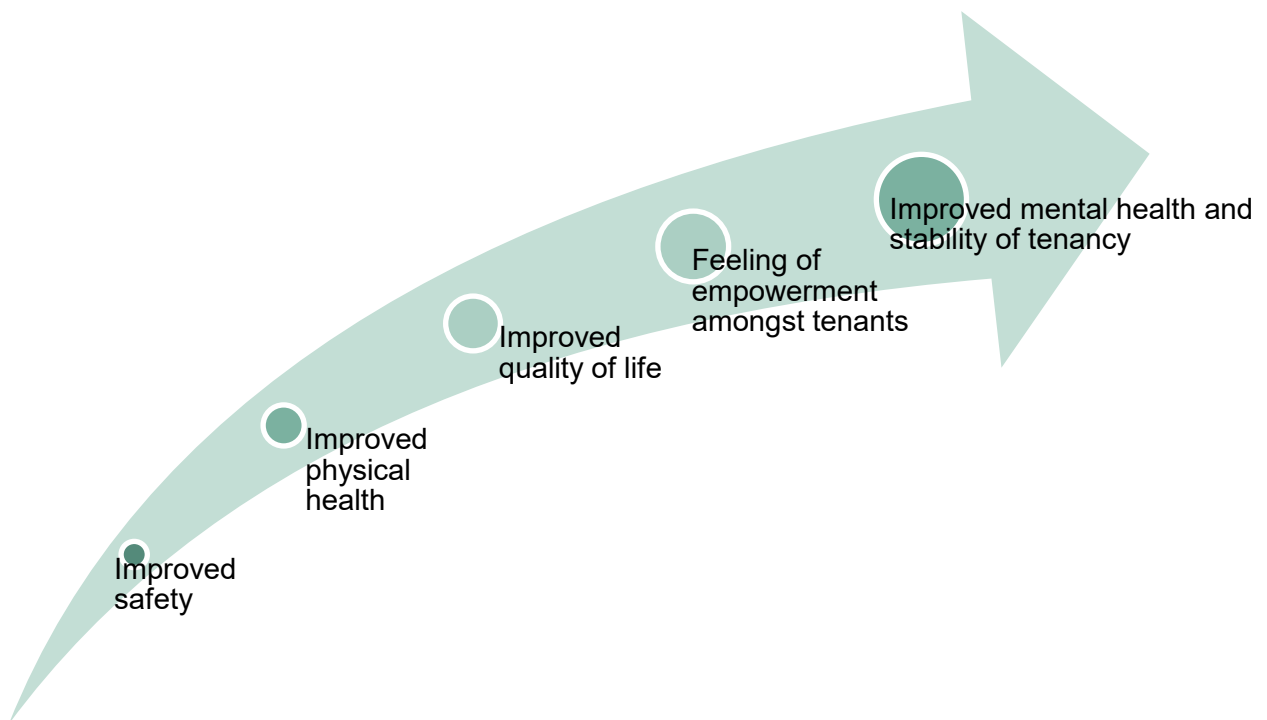 Improved mental health and
stability of tenancy
Feeling of
empowerment
amongst tenants
Improved
quality of life
Improved
physical
health
Improved
safety